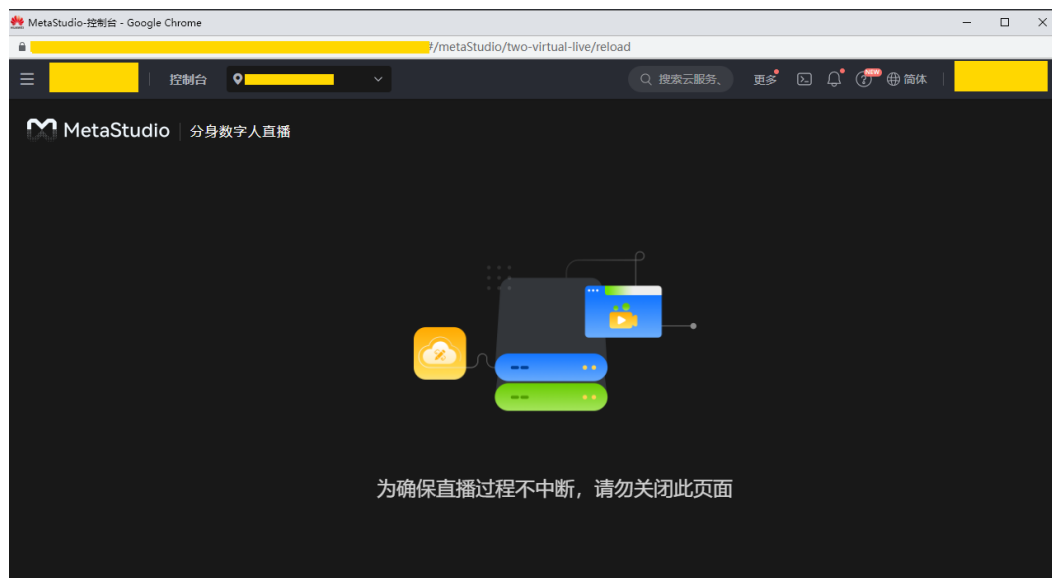 MetaStudio-控制台 - Google Chrome
#/metaStudio/two-virtual-live/reload
控制台 搜索云服务、 更多 NEW 简体
MetaStudio 分身数字人直播
为确保直播过程不中断，请勿关闭此页面